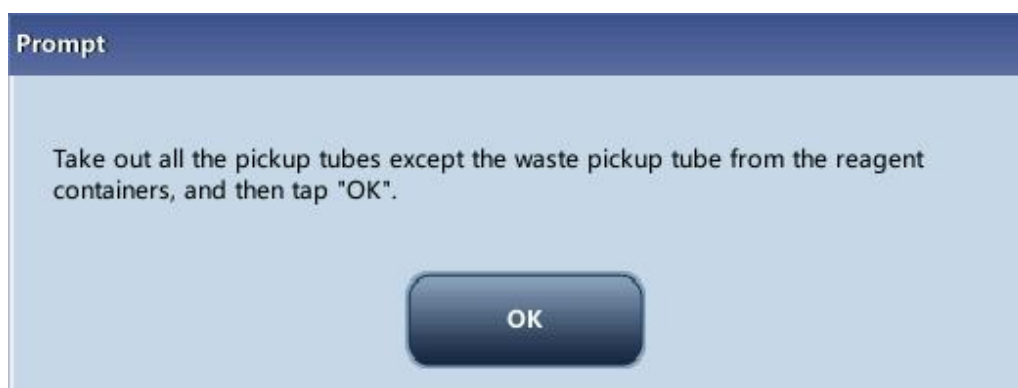 Prompt
Take out all the pickup tubes except the waste pickup tube from the reagent
containers, and then tap "OK".
OK